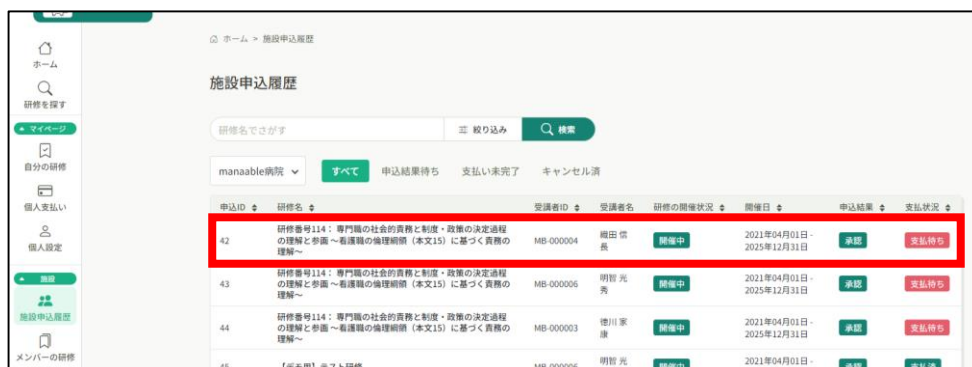 ホーム > 施設申込履歴
ホーム
研修を探す
マイページ
自分の研修
個人支払い
個人設定
施設
施設申込履歴
メンバーの研修
施設申込履歴
研修名でさがす 絞り込み 検索
manaable病院 すべて 申込結果待ち 支払い未完了 キャンセル済
申込ID 研修名 受講者ID 受講者名 研修の開催状況 開催日 申込結果 支払状況
42 研修番号114： 専門職の社会的責務と制度・政策の決定過程 MB-000004 織田 信 開催中 2021年04月01日 - 承認 支払待ち
の理解と参画 ～看護職の倫理綱領（本文15）に基づく責務の 長 2025年12月31日
理解～
43 研修番号114： 専門職の社会的責務と制度・政策の決定過程 MB-000006 明智 光 開催中 2021年04月01日 - 承認 支払待ち
の理解と参画 ～看護職の倫理綱領（本文15）に基づく責務の 秀 2025年12月31日
理解～
44 研修番号114： 専門職の社会的責務と制度・政策の決定過程 MB-000003 徳川 家 開催中 2021年04月01日 - 承認 支払待ち
の理解と参画 ～看護職の倫理綱領（本文15）に基づく責務の 康 2025年12月31日
理解～
45 【デモ用】テスト研修 MB-000006 明智 光 開催中 2021年04月01日 - 承認 支払済